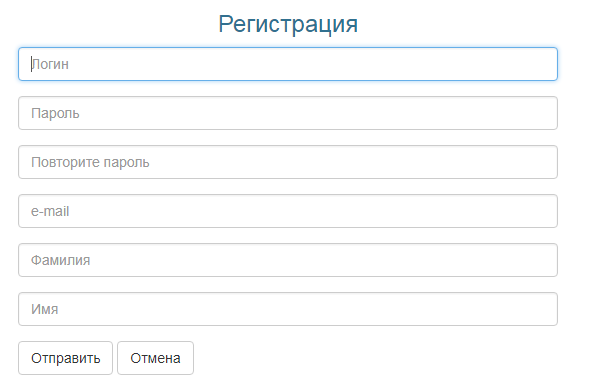 Регистрация
Логин
Пароль
Повторите пароль
e-mail
Фамилия
Имя
Отправить Отмена